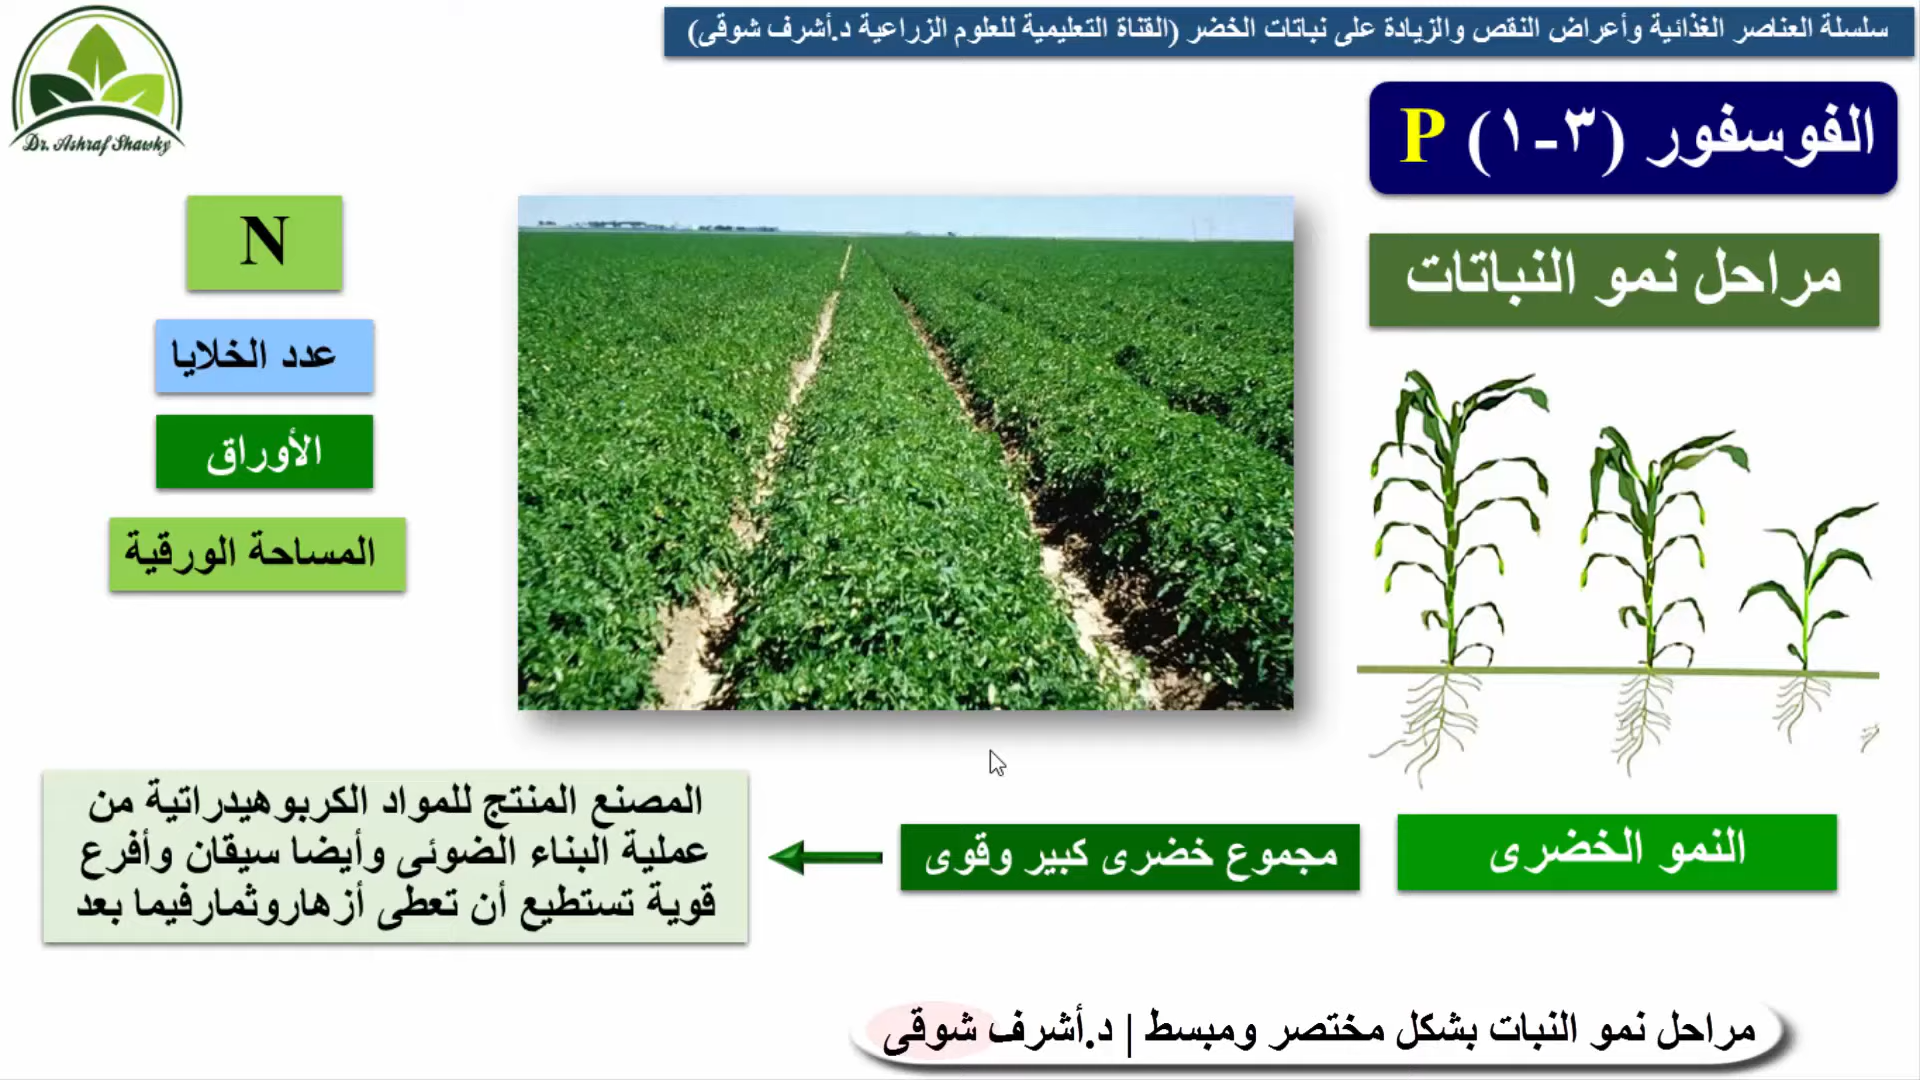 سلسلة العناصر الغذائية وأعراض النقص والزيادة على نباتات الخضر (القناة التعليمية للعلوم الزراعية د.أشرف شوقى)
Dr. Ashraf Shawky
الفوسفور (٣-١) P
مراحل نمو النباتات
N
عدد الخلايا
الأوراق
المساحة الورقية
النمو الخضرى
مجموع خضرى كبير وقوى
المصنع المنتج للمواد الكربوهيدراتية من
عملية البناء الضوئى وأيضا سيقان وأفرع
قوية تستطيع أن تعطى أزهاروثمارفيما بعد
مراحل نمو النبات بشكل مختصر ومبسط | د.أشرف شوقى